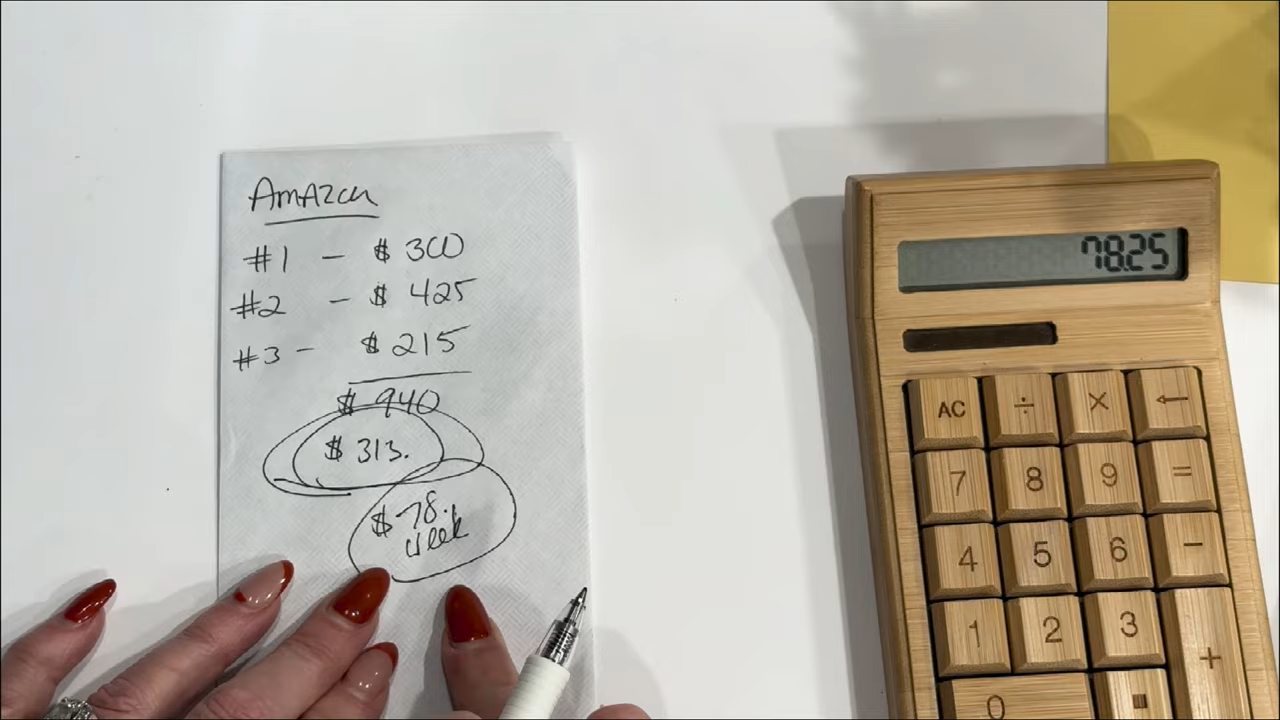 Amazon
#1 - $ 300
#2 - $ 425
#3 - $ 215
$ 940
$ 313.
$ 78.
week
78.25
AC ÷ × ←
7 8 9 =
4 5 6 -
1 2 3 +
0 .